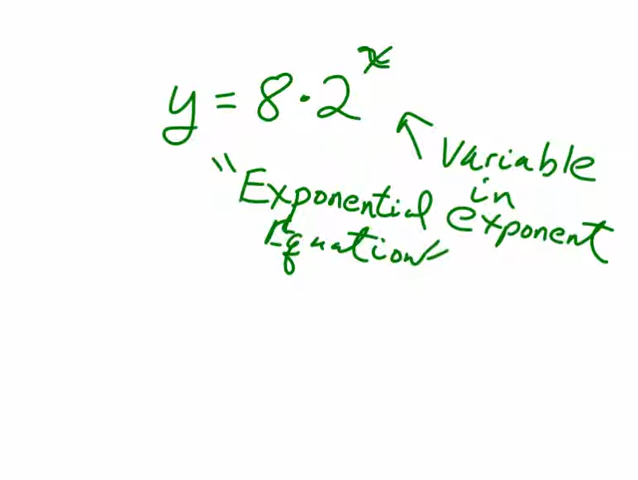 y = 8 · 2^x
Variable
in
exponent
"Exponential
Equation"